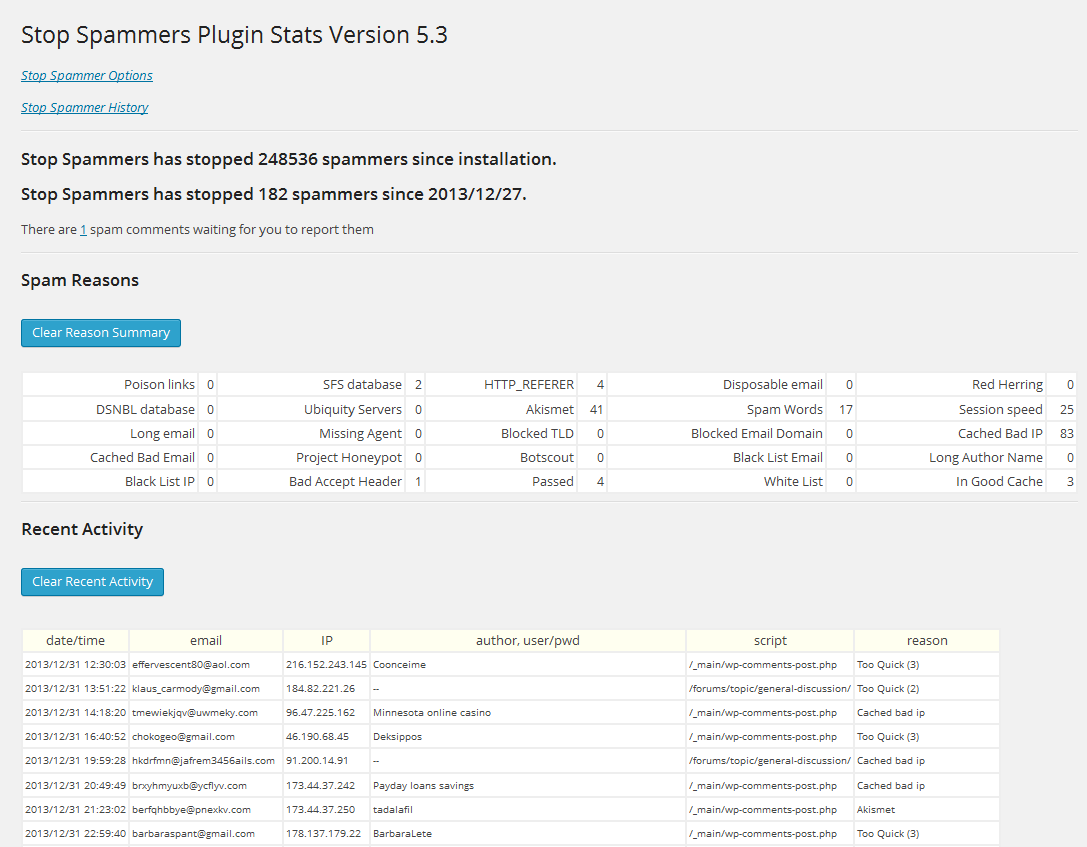 Stop Spammers Plugin Stats Version 5.3
Stop Spammer Options
Stop Spammer History
Stop Spammers has stopped 248536 spammers since installation.
Stop Spammers has stopped 182 spammers since 2013/12/27.
There are 1 spam comments waiting for you to report them
Spam Reasons
Clear Reason Summary
Poison links 0 SFS database 2 HTTP_REFERER 4 Disposable email 0 Red Herring 0
DSNBL database 0 Ubiquity Servers 0 Akismet 41 Spam Words 17 Session speed 25
Long email 0 Missing Agent 0 Blocked TLD 0 Blocked Email Domain 0 Cached Bad IP 83
Cached Bad Email 0 Project Honeypot 0 Botscout 0 Black List Email 0 Long Author Name 0
Black List IP 0 Bad Accept Header 1 Passed 4 White List 0 In Good Cache 3
Recent Activity
Clear Recent Activity
date/time email IP author, user/pwd script reason
2013/12/31 12:30:03 effervescent80@aol.com 216.152.243.145 Coonceime /_main/wp-comments-post.php Too Quick (3)
2013/12/31 13:51:22 klaus_carmody@gmail.com 184.82.221.26 -- /forums/topic/general-discussion/ Too Quick (2)
2013/12/31 14:18:20 tmewiekjqv@uwmeky.com 96.47.225.162 Minnesota online casino /_main/wp-comments-post.php Cached bad ip
2013/12/31 16:40:52 chokogeo@gmail.com 46.190.68.45 Deksippos /_main/wp-comments-post.php Too Quick (3)
2013/12/31 19:59:28 hkdrfmn@jafrem3456ails.com 91.200.14.91 -- /forums/topic/general-discussion/ Cached bad ip
2013/12/31 20:49:49 brxyhmyuxb@ycflyv.com 173.44.37.242 Payday loans savings /_main/wp-comments-post.php Cached bad ip
2013/12/31 21:23:02 berfqhbbye@pnexkv.com 173.44.37.250 tadalafil /_main/wp-comments-post.php Akismet
2013/12/31 22:59:40 barbaraspant@gmail.com 178.137.179.22 BarbaraLete /_main/wp-comments-post.php Too Quick (3)